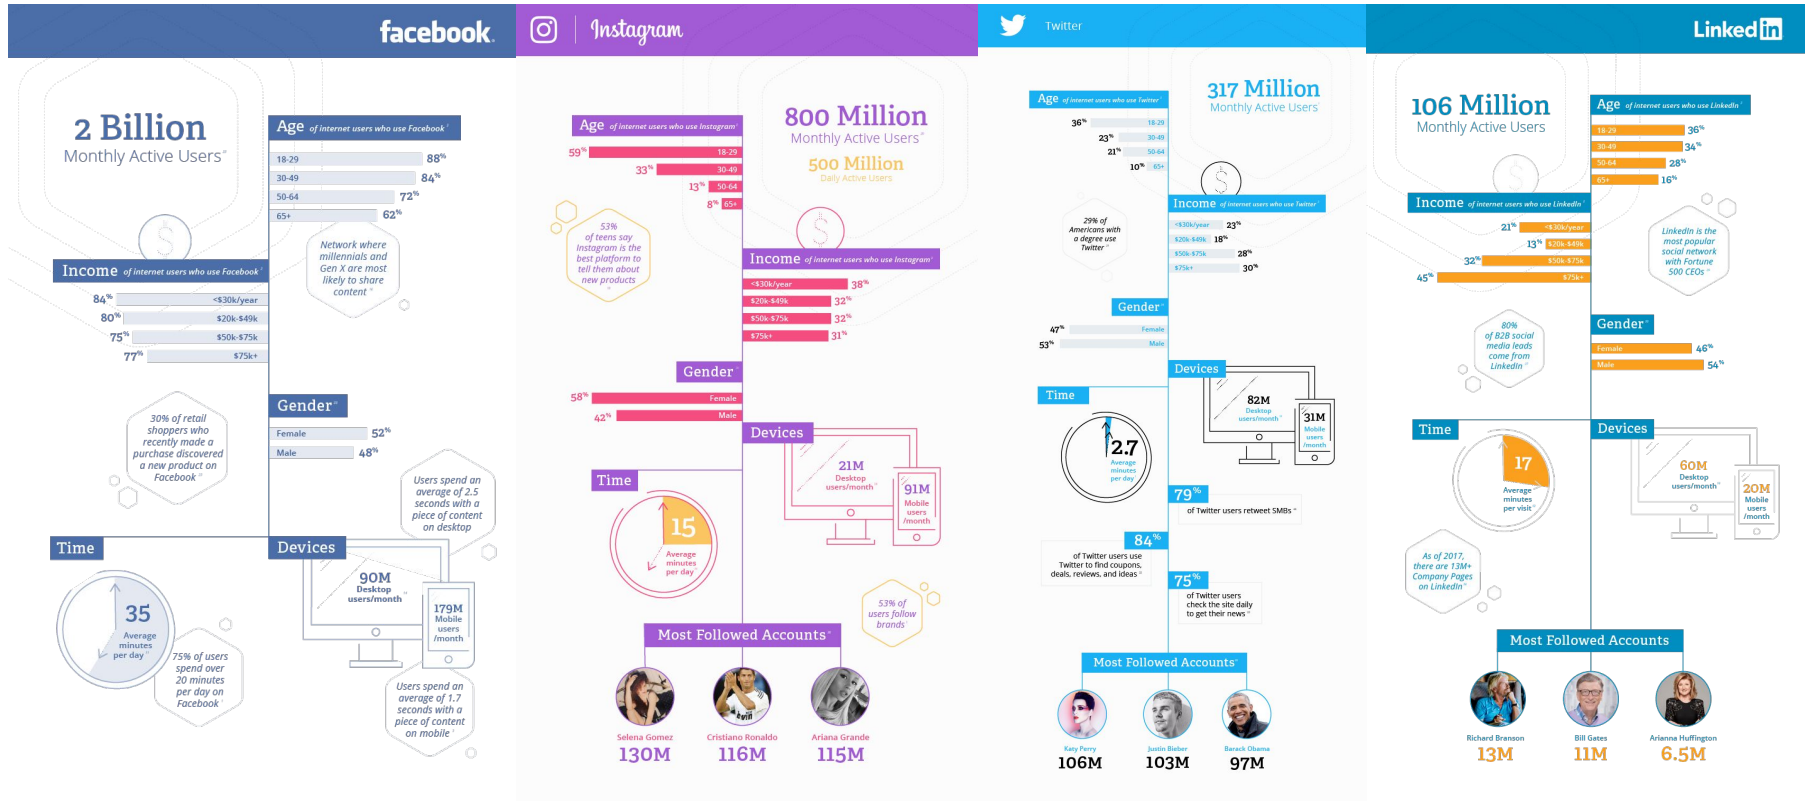 facebook.
2 Billion
Monthly Active Users
Age of internet users who use Facebook
18-29 88%
30-49 84%
50-64 72%
65+ 62%
Network where
millennials and
Gen X are most
likely to share
content
Income of internet users who use Facebook
84% <$30k/year
80% $20k-$49k
75% $50k-$75k
77% $75k+
30% of retail
shoppers who
recently made a
purchase discovered
a new product on
Facebook
Gender
Female 52%
Male 48%
Users spend an
average of 2.5
seconds with a
piece of content
on desktop
Time
35
Average
minutes
per day
75% of users
spend over
20 minutes
per day on
Facebook
Devices
90M
Desktop
users/month
179M
Mobile
users
/month
Users spend an
average of 1.7
seconds with a
piece of content
on mobile
Instagram
800 Million
Monthly Active Users
500 Million
Daily Active Users
Age of internet users who use Instagram
59% 18-29
33% 30-49
13% 50-64
8% 65+
53%
of teens say
Instagram is the
best platform to
tell them about
new products
Income of internet users who use Instagram
<$30k/year 38%
$20k-$49k 32%
$50k-$75k 32%
$75k+ 31%
Gender
58% Female
42% Male
Devices
21M
Desktop
users/month
91M
Mobile
users
/month
Time
15
Average
minutes
per day
53% of
users follow
brands
Most Followed Accounts
Selena Gomez
130M
Cristiano Ronaldo
116M
Ariana Grande
115M
Twitter
317 Million
Monthly Active Users
Age of internet users who use Twitter
36% 18-29
23% 30-49
21% 50-64
10% 65+
29% of
Americans with
a degree use
Twitter
Income of internet users who use Twitter
<$30k/year 23%
$20k-$49k 18%
$50k-$75k 28%
$75k+ 30%
Gender
47% Female
53% Male
Devices
82M
Desktop
users/month
31M
Mobile
users
/month
Time
2.7
Average
minutes
per day
79%
of Twitter users retweet SMBs
84%
of Twitter users use
Twitter to find coupons,
deals, reviews, and ideas
75%
of Twitter users
check the site daily
to get their news
Most Followed Accounts
Katy Perry
106M
Justin Bieber
103M
Barack Obama
97M
Linked in
106 Million
Monthly Active Users
Age of internet users who use LinkedIn
18-29 36%
30-49 34%
50-64 28%
65+ 16%
Income of internet users who use LinkedIn
21% <$30k/year
13% $20k-$49k
32% $50k-$75k
45% $75k+
LinkedIn is the
most popular
social network
with Fortune
500 CEOs
80%
of B2B social
media leads
come from
LinkedIn
Gender
Female 46%
Male 54%
Time
17
Average
minutes
per visit
Devices
60M
Desktop
users/month
20M
Mobile
users
/month
As of 2017,
there are 13M+
Company Pages
on LinkedIn
Most Followed Accounts
Richard Branson
13M
Bill Gates
11M
Arianna Huffington
6.5M